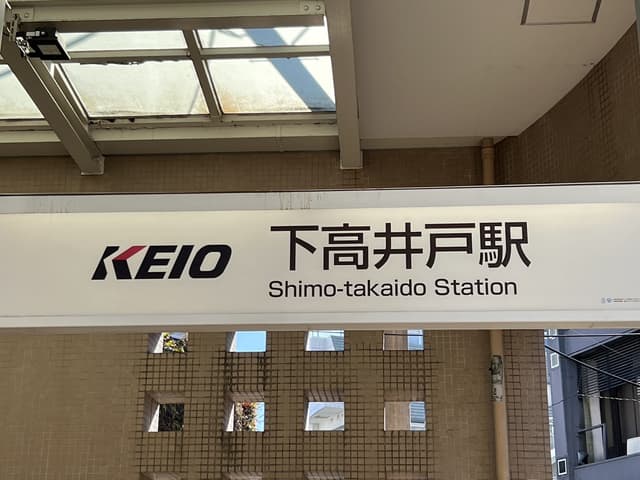 KEIO
下高井戸駅
Shimo-takaido Station